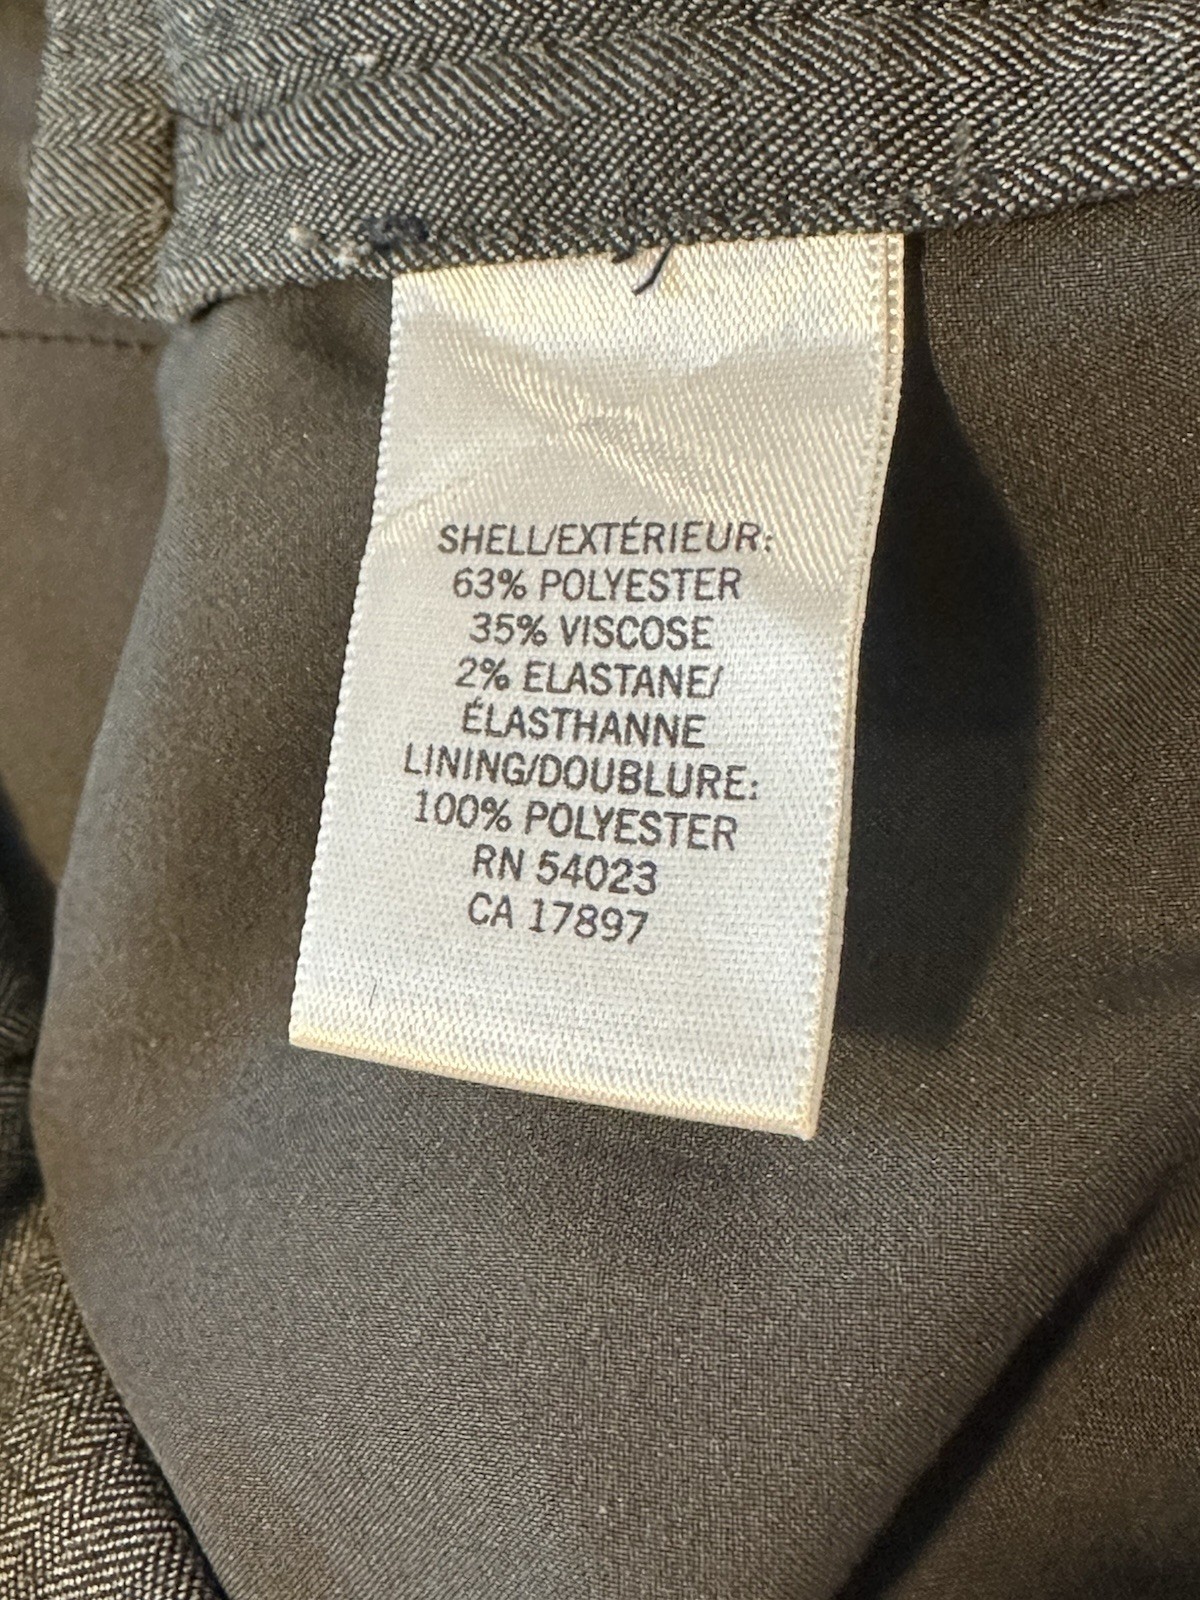 SHELL/EXTÉRIEUR:
63% POLYESTER
35% VISCOSE
2% ELASTANE/
ÉLASTHANNE
LINING/DOUBLURE:
100% POLYESTER
RN 54023
CA 17897